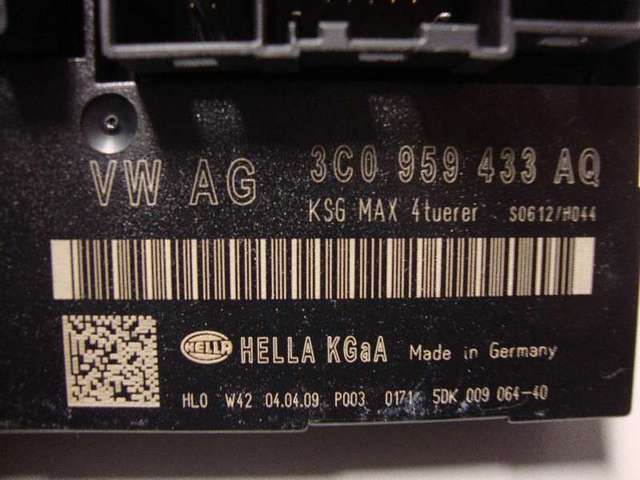 VW AG 3C0 959 433 AQ
KSG MAX 4tuerer S0612/H044
HELLA HELLA KGaA Made in Germany
HLO W42 04.04.09 P003 0171 5DK 009 064-40